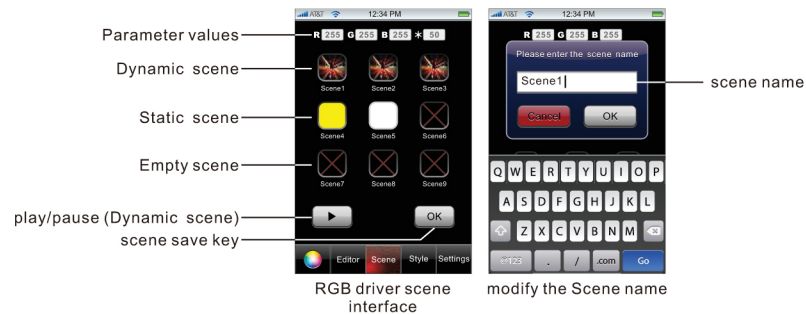 AT&T 12:34 PM
Parameter values
R 255 G 255 B 255 50
Dynamic scene
Scene1 Scene2 Scene3
Static scene
Scene4 Scene5 Scene6
Empty scene
Scene7 Scene8 Scene9
play/pause (Dynamic scene)
OK
scene save key
Editor Scene Style Settings
RGB driver scene
interface
AT&T 12:34 PM
R 255 G 255 B 255
Please enter the scene name
Scene1
scene name
Cancel OK
Q W E R T Y U I O P
A S D F G H J K L
Z X C V B N M
@123 . / .com Go
modify the Scene name